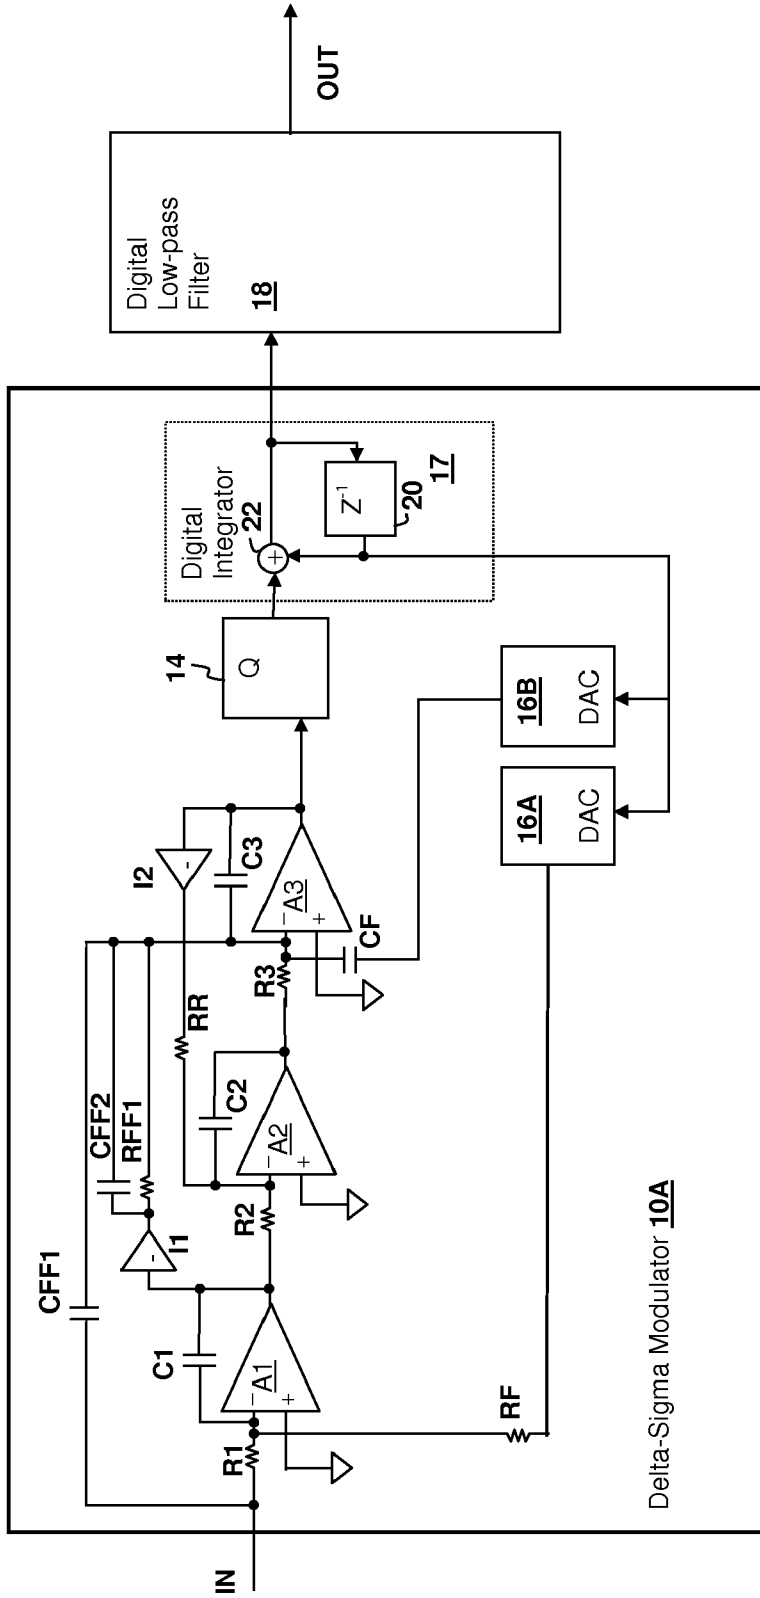 CFF1
CFF2
RFF1
I1
RR
I2
C1
C2
C3
R1
R2
R3
IN
-
-
-
A1
-
A2
-
A3
+
+
+
CF
RF
14
Q
Digital
Integrator
22
+
Z-1
20
17
16A
DAC
16B
DAC
Digital
Low-pass
Filter
18
OUT
Delta-Sigma Modulator 10A